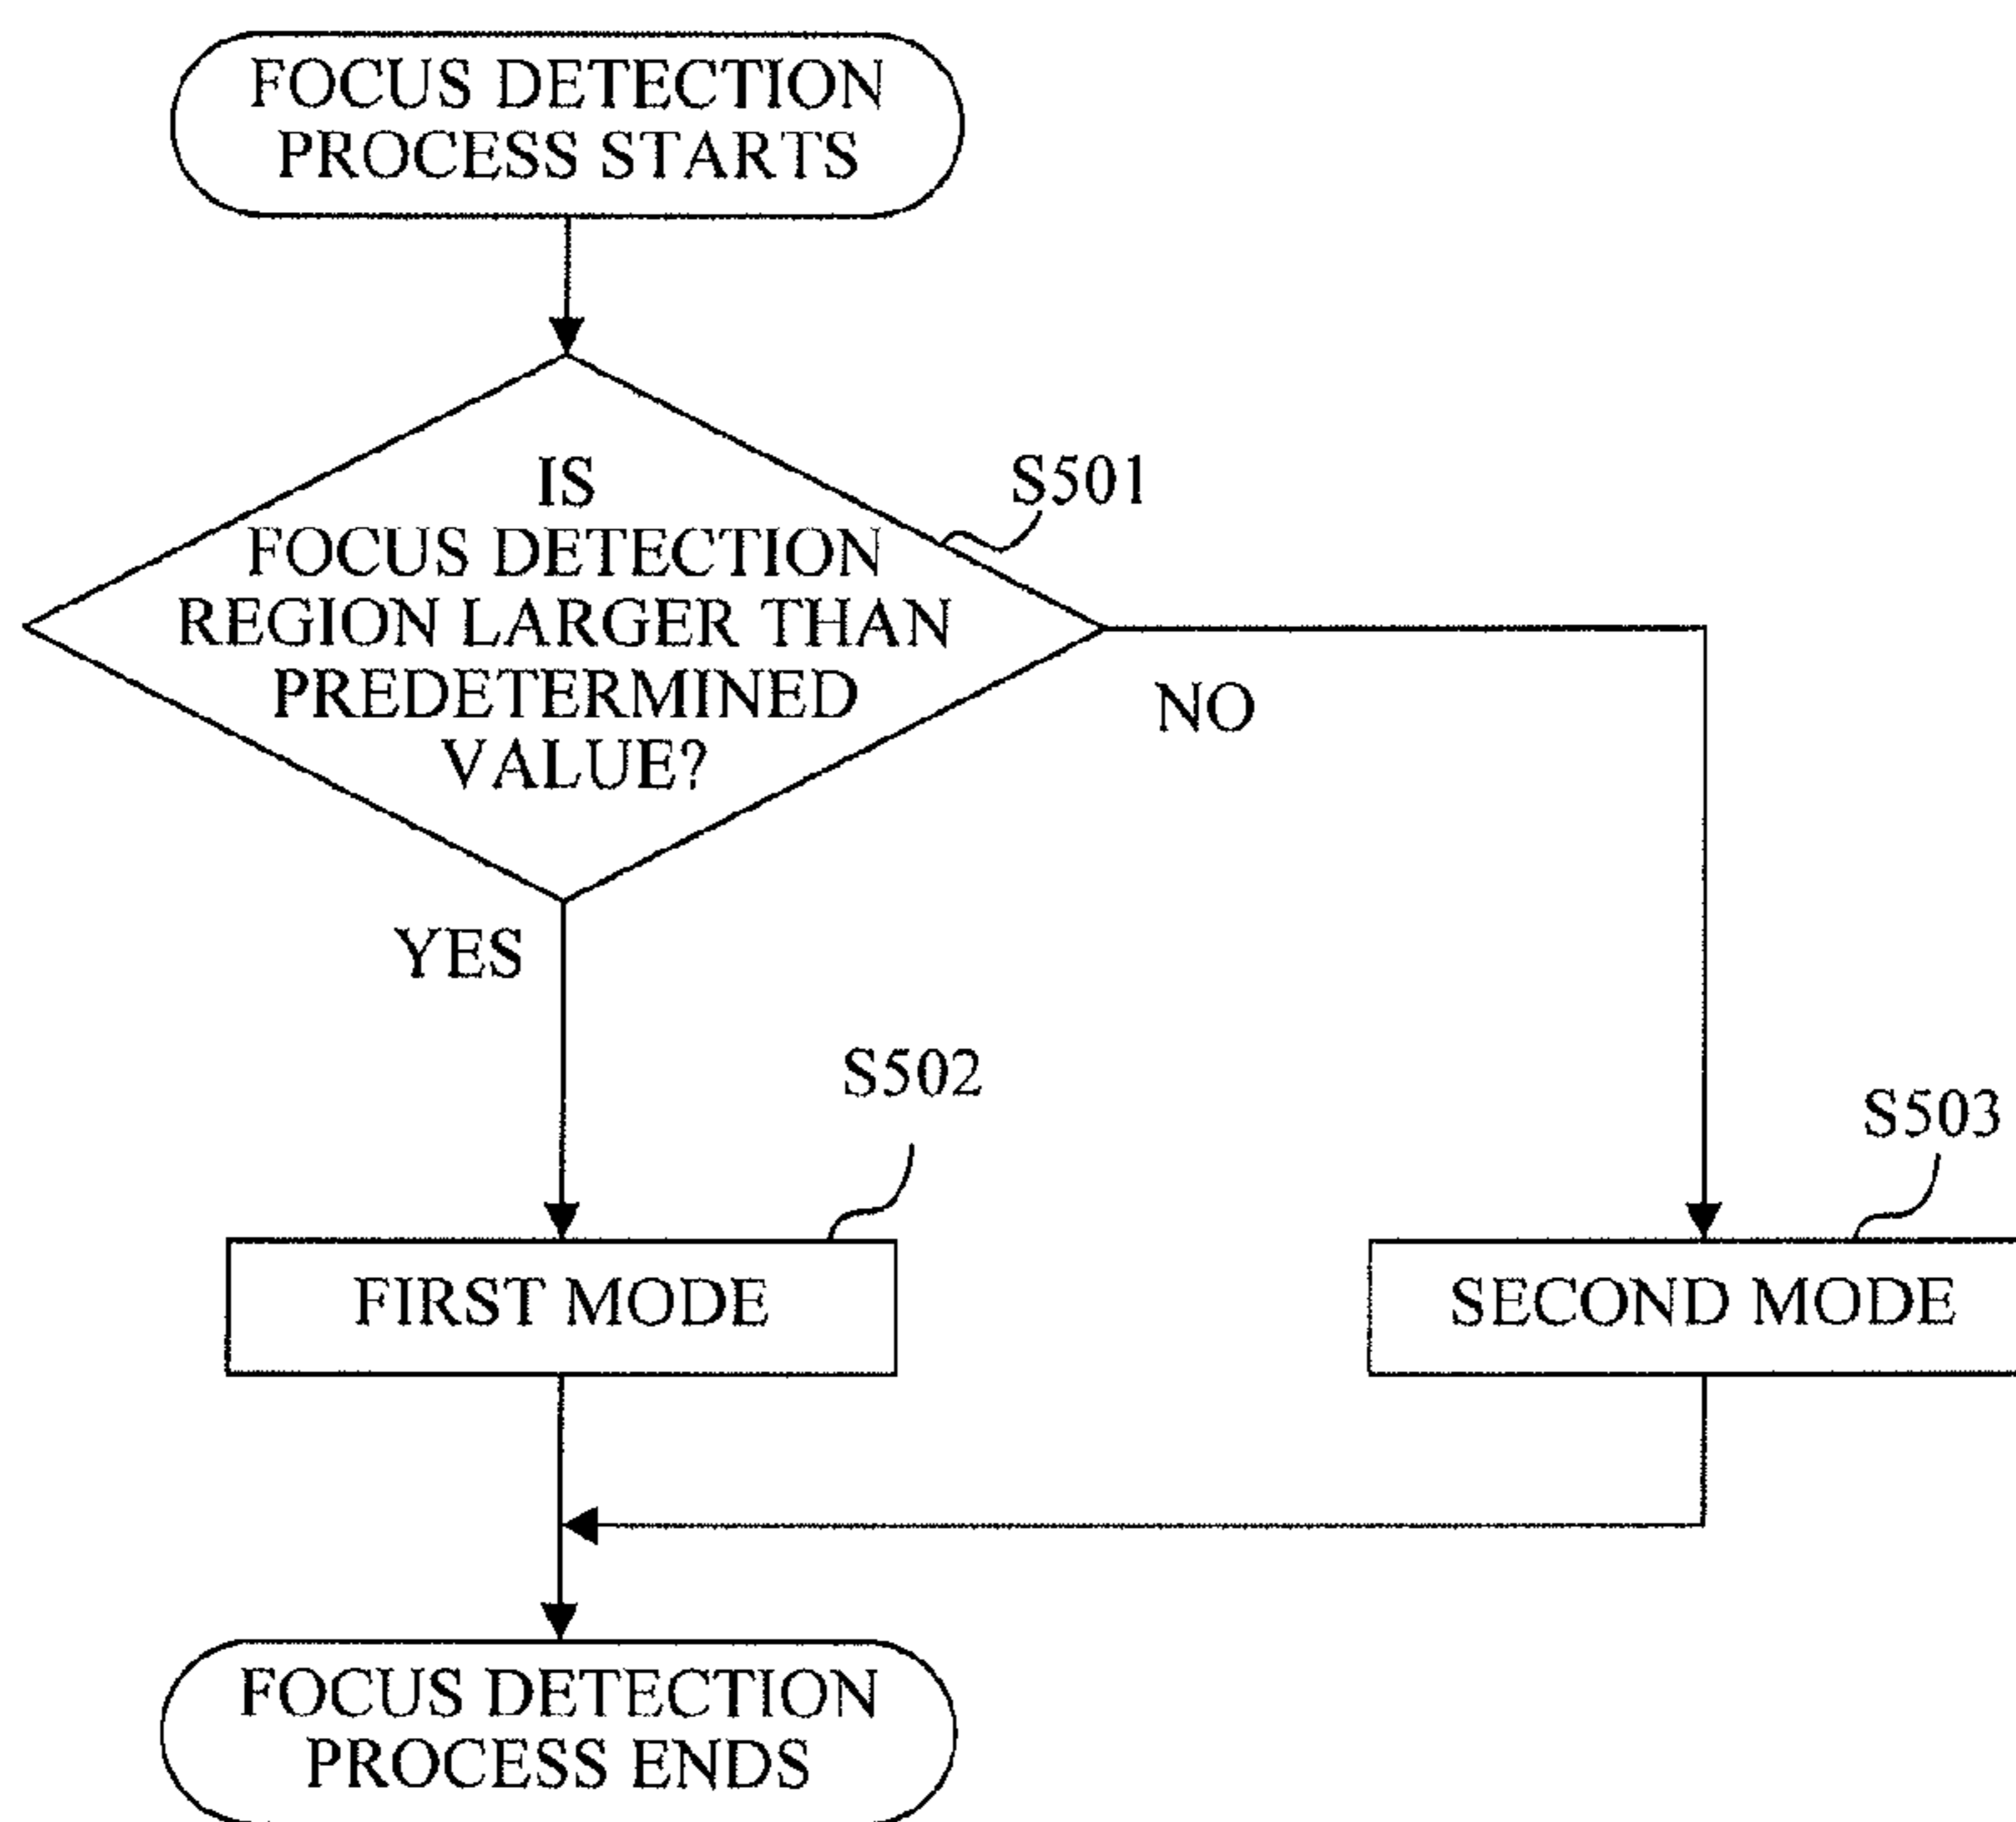 FOCUS DETECTION
PROCESS STARTS
IS
FOCUS DETECTION
REGION LARGER THAN
PREDETERMINED
VALUE?
S501
NO
YES
S502
S503
FIRST MODE
SECOND MODE
FOCUS DETECTION
PROCESS ENDS